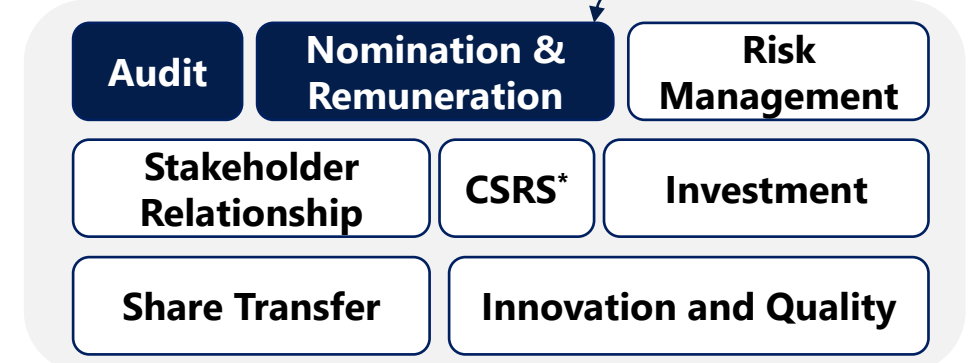 Audit
Nomination &
Remuneration
Risk
Management
Stakeholder
Relationship
CSRS*
Investment
Share Transfer
Innovation and Quality